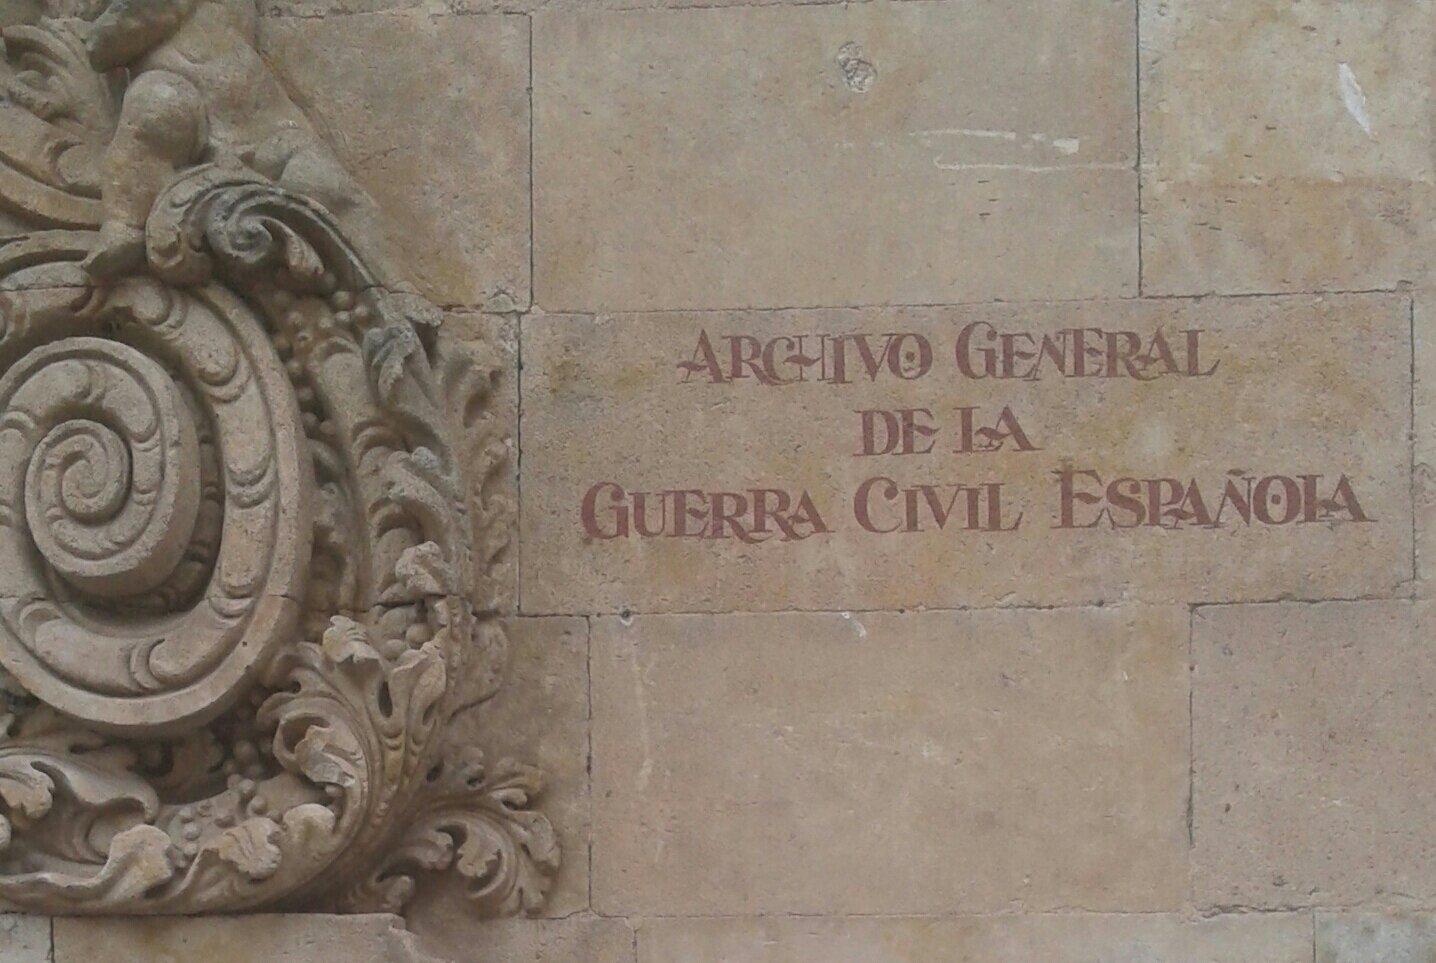 ARCHIVO GENERAL
DE LA
GUERRA CIVIL ESPAÑOLA